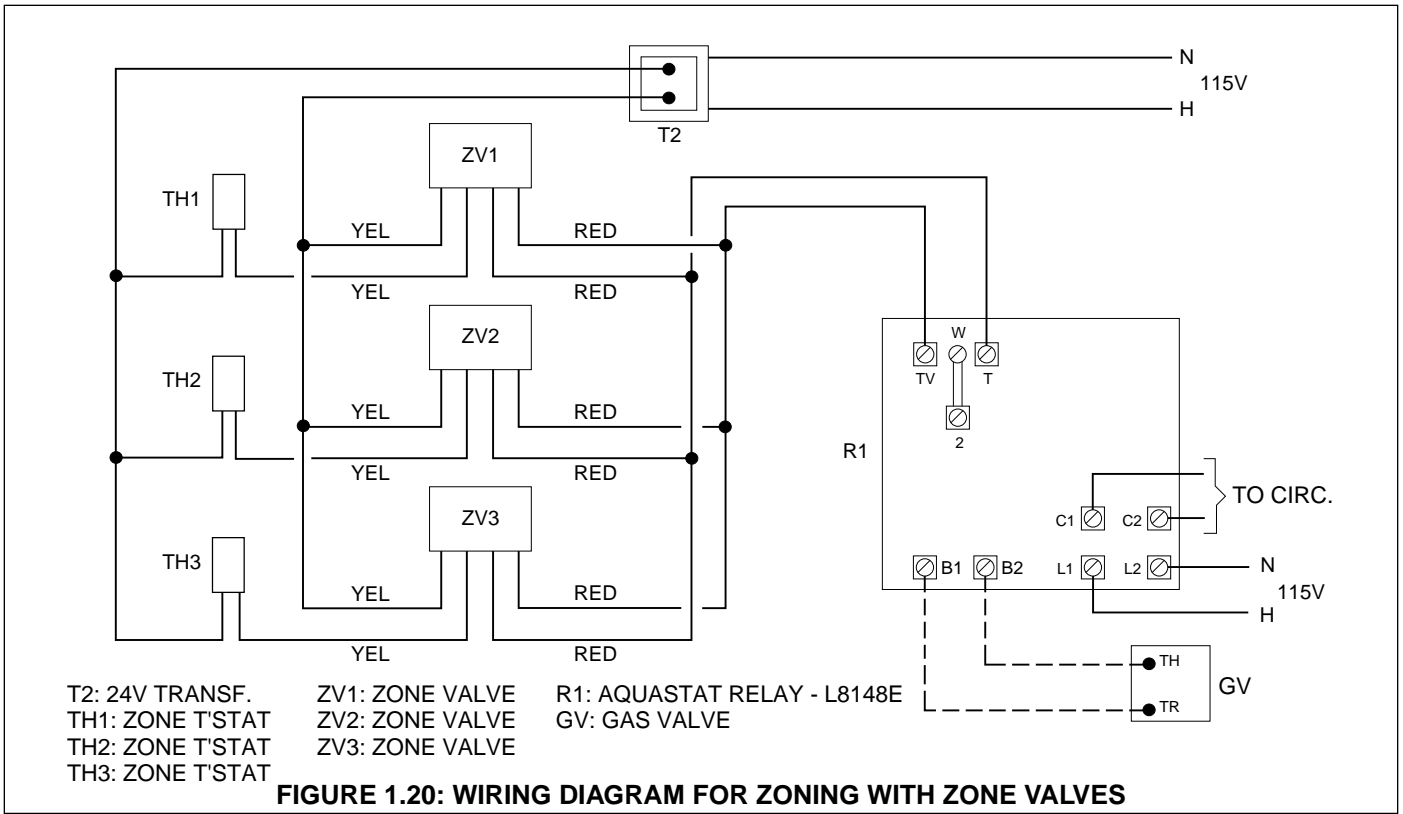 N
115V
H
T2
ZV1
TH1
YEL
RED
YEL
RED
ZV2
TH2
YEL
RED
YEL
RED
ZV3
TH3
YEL
RED
YEL
RED
W
TV
T
2
R1
C1
C2
TO CIRC.
B1
B2
L1
L2
N
115V
H
TH
GV
TR
T2: 24V TRANSF.
TH1: ZONE T'STAT
TH2: ZONE T'STAT
TH3: ZONE T'STAT
ZV1: ZONE VALVE
ZV2: ZONE VALVE
ZV3: ZONE VALVE
R1: AQUASTAT RELAY - L8148E
GV: GAS VALVE
FIGURE 1.20: WIRING DIAGRAM FOR ZONING WITH ZONE VALVES